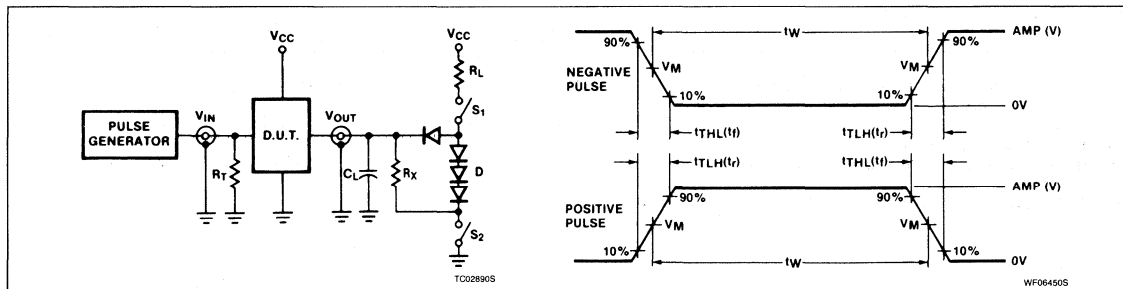 VCC
VCC
RL
S1
PULSE GENERATOR
VIN
D.U.T.
VOUT
RT
CL
RX
D
S2
TC02890S
NEGATIVE PULSE
90%
VM
10%
tW
90%
VM
10%
AMP (V)
0V
tTHL(tf)
tTLH(tr)
tTLH(tr)
tTHL(tf)
POSITIVE PULSE
90%
VM
10%
tW
90%
VM
10%
AMP (V)
0V
WF06450S